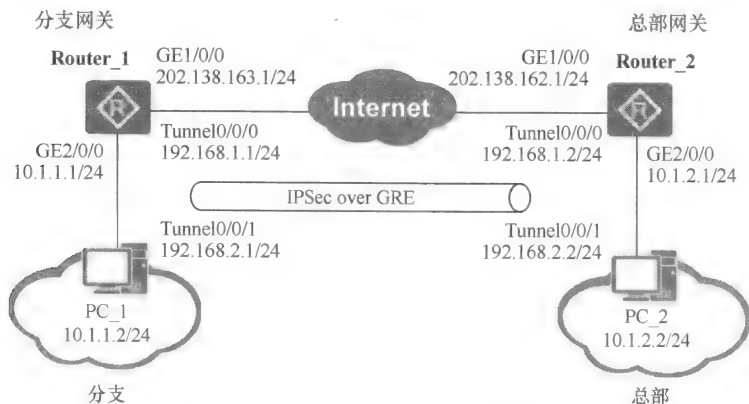 分支网关
总部网关
Router_1
GE1/0/0
202.138.163.1/24
GE1/0/0
202.138.162.1/24
Router_2
R
Internet
R
GE2/0/0
10.1.1.1/24
Tunnel0/0/0
192.168.1.1/24
Tunnel0/0/0
192.168.1.2/24
GE2/0/0
10.1.2.1/24
IPSec over GRE
Tunnel0/0/1
192.168.2.1/24
Tunnel0/0/1
192.168.2.2/24
PC_1
10.1.1.2/24
PC_2
10.1.2.2/24
分支
总部